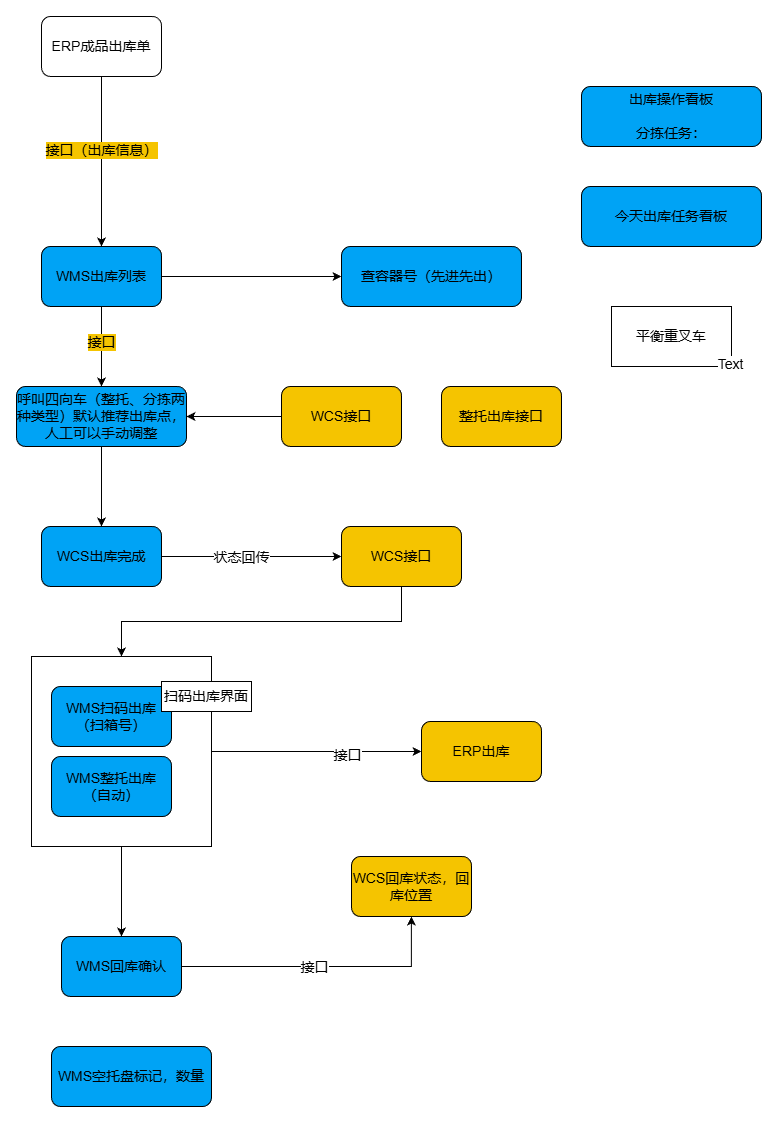 ERP成品出库单
出库操作看板
分拣任务：
接口（出库信息）
今天出库任务看板
WMS出库列表
查容器号（先进先出）
接口
平衡重叉车
Text
呼叫四向车（整托、分拣两
种类型）默认推荐出库点，
人工可以手动调整
WCS接口
整托出库接口
WCS出库完成
状态回传
WCS接口
扫码出库界面
WMS扫码出库
（扫箱号）
WMS整托出库
（自动）
接口
ERP出库
WCS回库状态，回
库位置
WMS回库确认
接口
WMS空托盘标记，数量